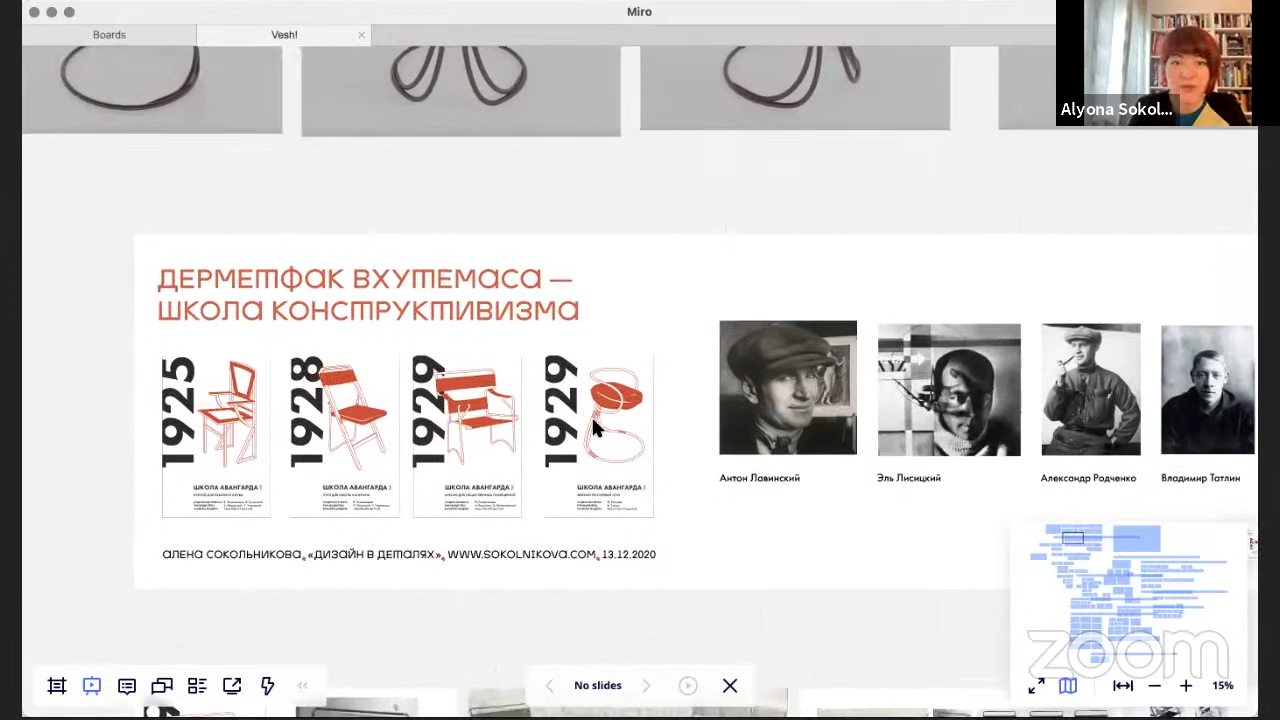 Miro
Boards
Vesh!
Alyona Sokol...
ДЕРМЕТФАК ВХУТЕМАСА —
ШКОЛА КОНСТРУКТИВИЗМА
1925
1928
1929
1929
ШКОЛА АВАНГАРДА
ШКОЛА АВАНГАРДА
ШКОЛА АВАНГАРДА
ШКОЛА АВАНГАРДА
АЛЕНА СОКОЛЬНИКОВА, «ДИЗАЙН В ДЕТАЛЯХ», WWW.SOKOLNIKOVA.COM, 13.12.2020
Антон Лавинский
Эль Лисицкий
Александр Родченко
Владимир Татлин
zoom
No slides
15%